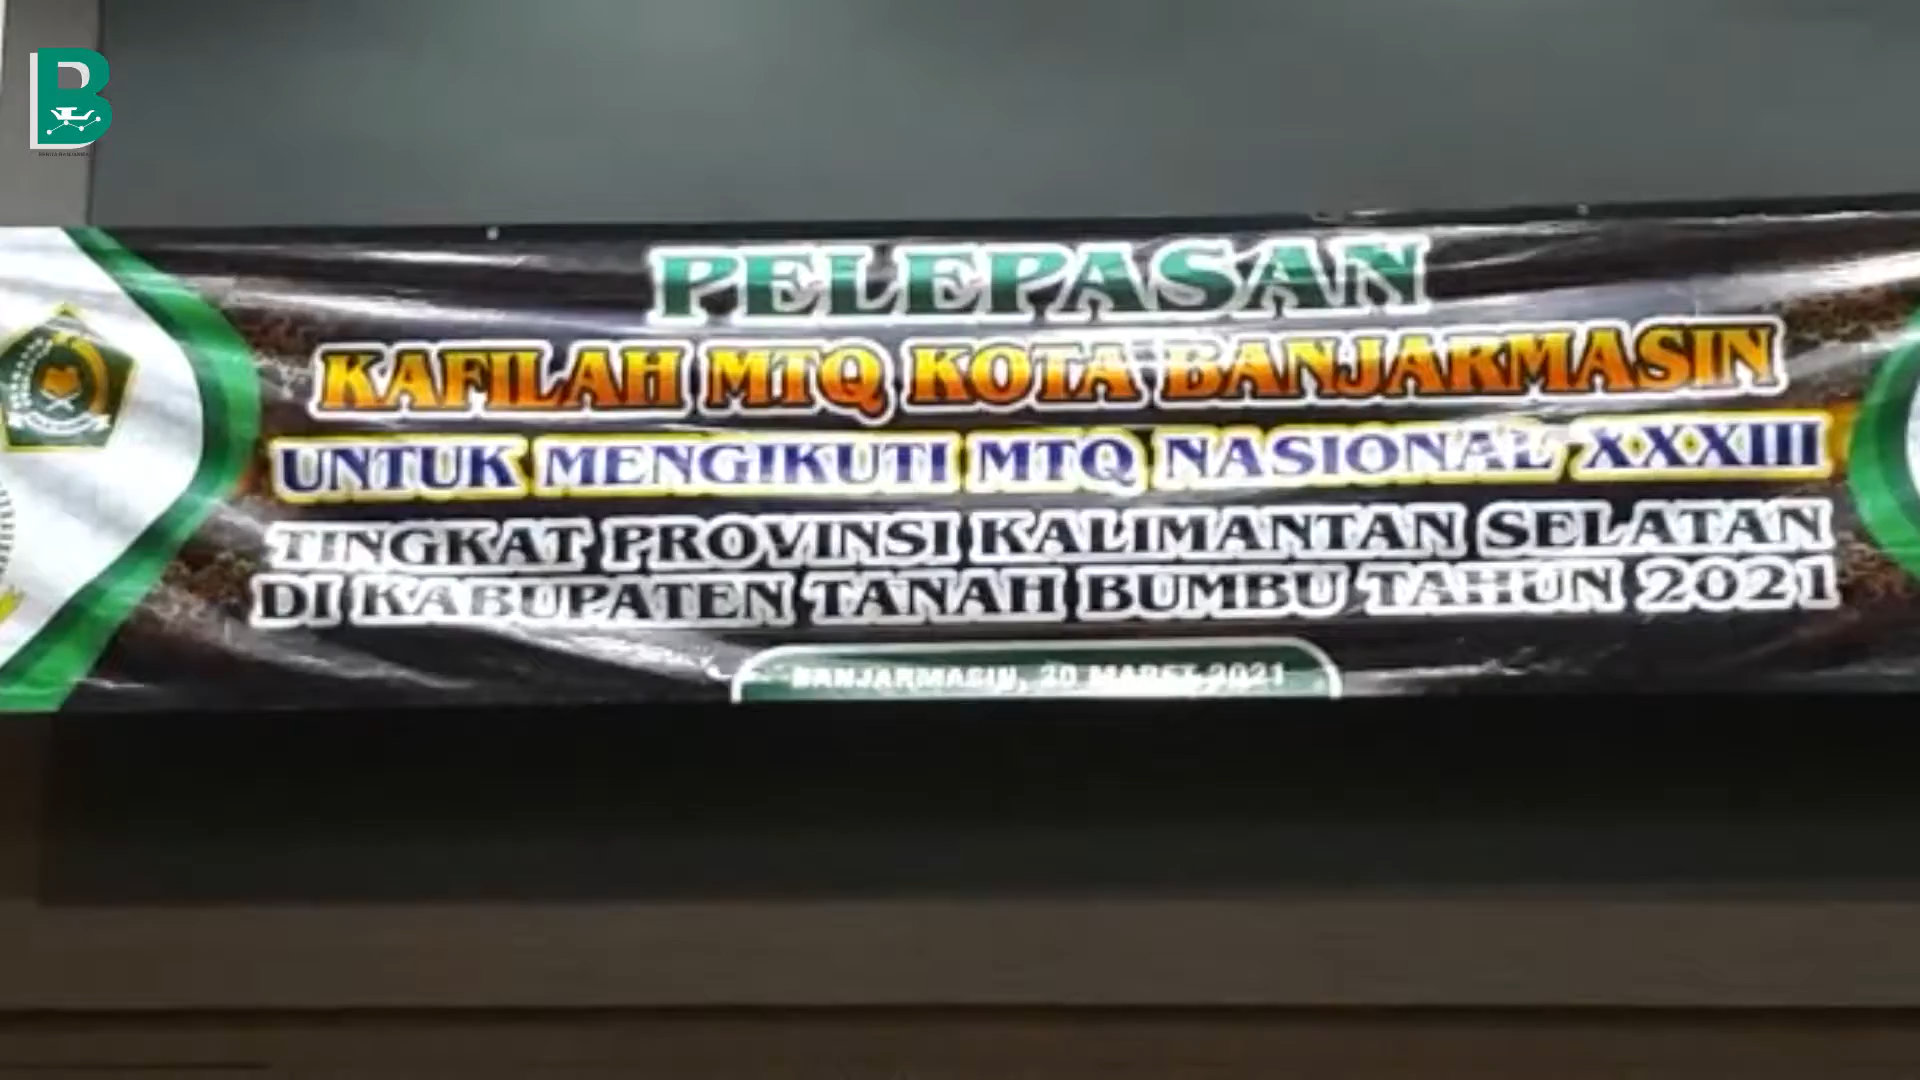 PELEPASAN
KAFILAH MTQ KOTA BANJARMASIN
UNTUK MENGIKUTI MTQ NASIONAL XXXIII
TINGKAT PROVINSI KALIMANTAN SELATAN
DI KABUPATEN TANAH BUMBU TAHUN 2021
BANJARMASIN, 20 MARET 2021